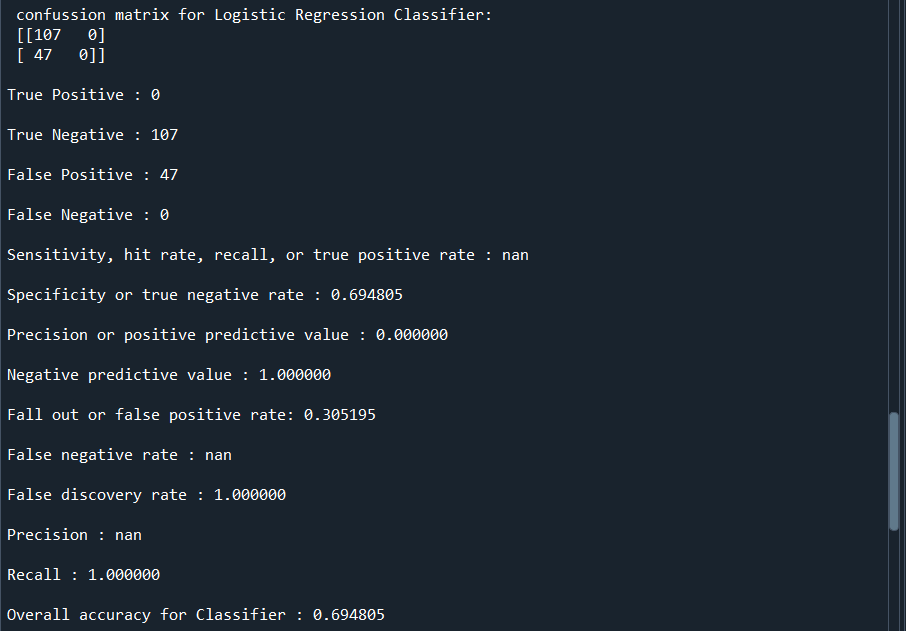 confussion matrix for Logistic Regression Classifier:
[[107   0]
[ 47   0]]
True Positive : 0
True Negative : 107
False Positive : 47
False Negative : 0
Sensitivity, hit rate, recall, or true positive rate : nan
Specificity or true negative rate : 0.694805
Precision or positive predictive value : 0.000000
Negative predictive value : 1.000000
Fall out or false positive rate: 0.305195
False negative rate : nan
False discovery rate : 1.000000
Precision : nan
Recall : 1.000000
Overall accuracy for Classifier : 0.694805